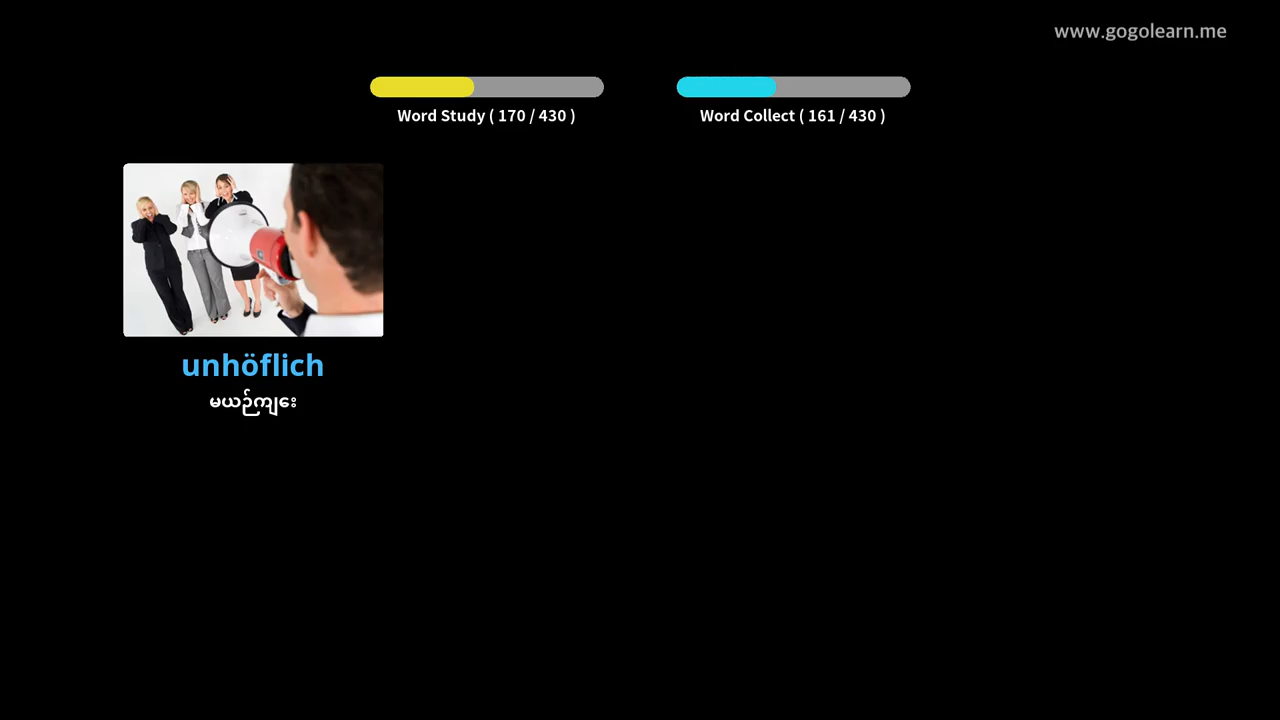 www.gogolearn.me
Word Study ( 170 / 430 )
Word Collect ( 161 / 430 )
unhöflich
မယဉ်ကျေး